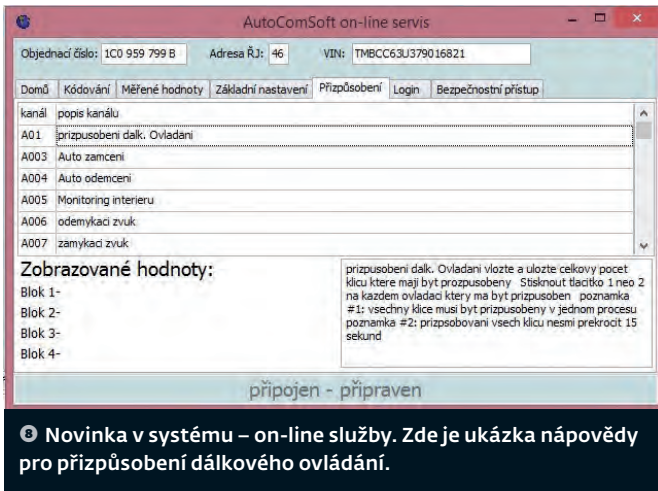 AutoComSoft on-line servis
Objednací číslo: 1C0 959 799 B Adresa ŘJ: 46 VIN: TMBCC63U379016821
Domů Kódování Měřené hodnoty Základní nastavení Přizpůsobení Login Bezpečnostní přístup
kanál popis kanálu
A01 prizpusobeni dalk. Ovladani
A003 Auto zamceni
A004 Auto odemceni
A005 Monitoring interieru
A006 odemykaci zvuk
A007 zamykaci zvuk
Zobrazované hodnoty:
Blok 1-
Blok 2-
Blok 3-
Blok 4-
prizpusobeni dalk. Ovladani vlozte a ulozte celkovy pocet
klicu ktere maji byt prozpusobeny Stisknout tlacitko 1 neo 2
na kazdem ovladaci ktery ma byt prizpusoben poznamka
#1: vsechny klice musi byt prizpusobeny v jednom procesu
poznamka #2: prizpsobovani vsech klicu nesmi prekrocit 15
sekund
připojen - připraven
8 Novinka v systému – on-line služby. Zde je ukázka nápovědy
pro přizpůsobení dálkového ovládání.